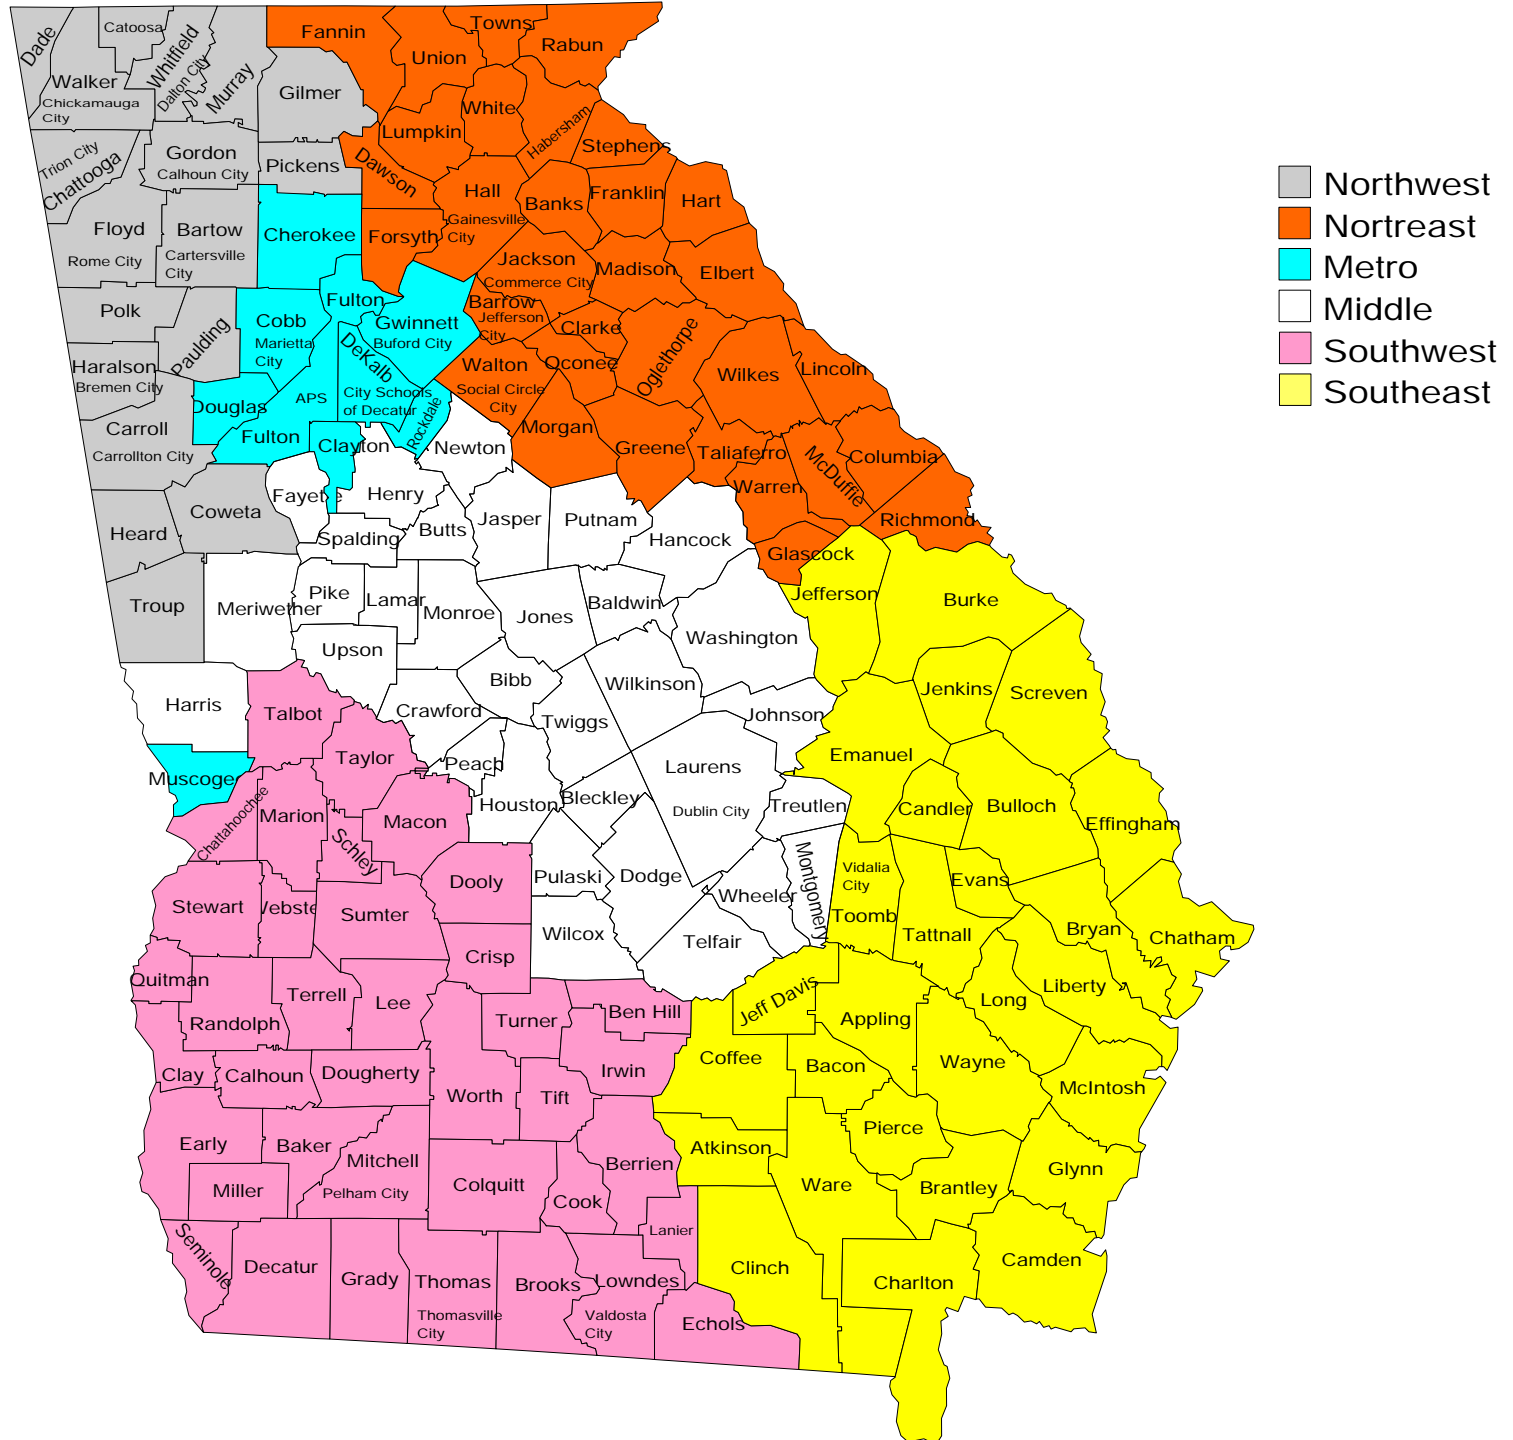 Dade
Catoosa
Whitfield
Dalton City
Murray
Walker
Chickamauga
City
Fannin
Towns
Union
Rabun
Gilmer
White
Lumpkin
Habersham
Stephens
Trion City
Chattooga
Gordon
Calhoun City
Pickens
Dawson
Hall
Gainesville
City
Banks
Franklin
Hart
Floyd
Rome City
Bartow
Cartersville
City
Cherokee
Forsyth
Jackson
Commerce City
Madison
Elbert
Polk
Paulding
Cobb
Marietta
City
Fulton
Gwinnett
Buford City
Barrow
Jefferson
City
Clarke
Oconee
Oglethorpe
Wilkes
Lincoln
Haralson
Bremen City
Douglas
APS
DeKalb
City Schools
of Decatur
Rockdale
Walton
Social Circle
City
Carroll
Carrollton City
Fulton
Clayton
Newton
Morgan
Greene
Taliaferro
McDuffie
Columbia
Heard
Coweta
Fayette
Henry
Spalding
Butts
Jasper
Putnam
Hancock
Warren
Richmond
Glascock
Troup
Meriwether
Pike
Lamar
Monroe
Jones
Baldwin
Washington
Jefferson
Burke
Upson
Harris
Talbot
Crawford
Bibb
Wilkinson
Twiggs
Johnson
Jenkins
Screven
Muscogee
Taylor
Peach
Houston
Bleckley
Laurens
Dublin City
Treutlen
Emanuel
Candler
Bulloch
Effingham
Chattahoochee
Marion
Schley
Macon
Dooly
Pulaski
Dodge
Wheeler
Montgomery
Vidalia
City
Toomb
Evans
Tattnall
Bryan
Chatham
Stewart
Webste
Sumter
Crisp
Wilcox
Telfair
Quitman
Randolph
Terrell
Lee
Turner
Ben Hill
Jeff Davis
Appling
Long
Liberty
Clay
Calhoun
Dougherty
Worth
Tift
Irwin
Coffee
Bacon
Wayne
McIntosh
Early
Baker
Mitchell
Pelham City
Miller
Colquitt
Cook
Berrien
Lanier
Atkinson
Pierce
Ware
Brantley
Glynn
Seminole
Decatur
Grady
Thomas
Thomasville
City
Brooks
Lowndes
Valdosta
City
Echols
Clinch
Charlton
Camden
Northwest
Nortreast
Metro
Middle
Southwest
Southeast